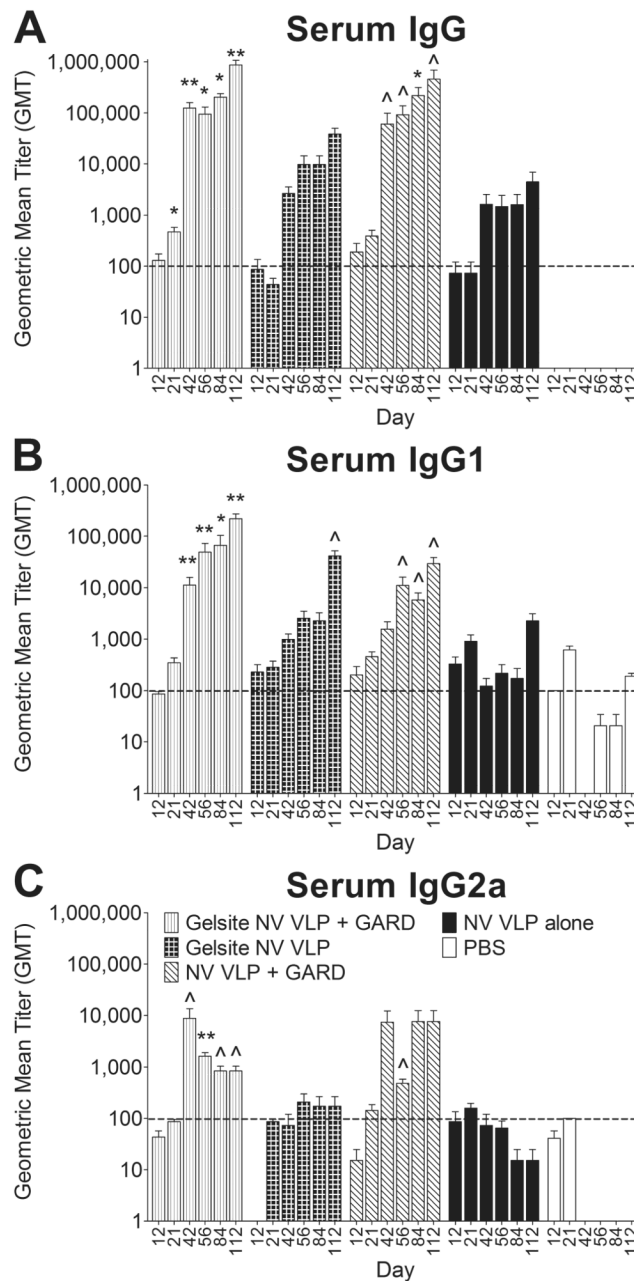 A Serum IgG
Geometric Mean Titer (GMT)
1,000,000
100,000
10,000
1,000
100
10
1
** * * **
*
^ ^ * ^
12 21 42 56 84 112 12 21 42 56 84 112 12 21 42 56 84 112 12 21 42 56 84 112 12 21 42 56 84 112
Day
B Serum IgG1
Geometric Mean Titer (GMT)
1,000,000
100,000
10,000
1,000
100
10
1
** ** * **
^
^ ^ ^
12 21 42 56 84 112 12 21 42 56 84 112 12 21 42 56 84 112 12 21 42 56 84 112 12 21 42 56 84 112
Day
C Serum IgG2a
Geometric Mean Titer (GMT)
1,000,000
100,000
10,000
1,000
100
10
1
Gelsite NV VLP + GARD
Gelsite NV VLP
NV VLP + GARD
NV VLP alone
PBS
^ ** ^ ^
^
12 21 42 56 84 112 12 21 42 56 84 112 12 21 42 56 84 112 12 21 42 56 84 112 12 21 42 56 84 112
Day